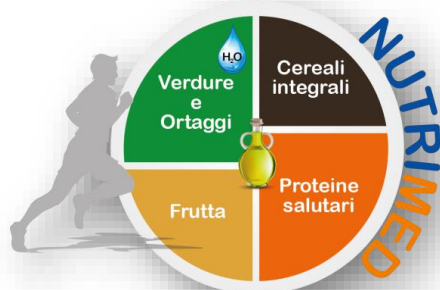 H₂O
Verdure
e
Ortaggi
Cereali
integrali
Frutta
Proteine
salutari
NUTRIMED